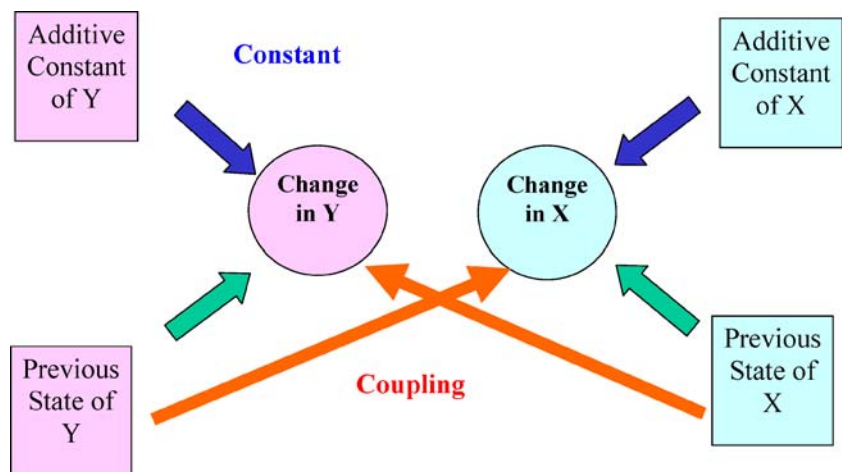 Additive
Constant
of Y
Constant
Additive
Constant
of X
Change
in Y
Change
in X
Previous
State of
Y
Coupling
Previous
State of
X